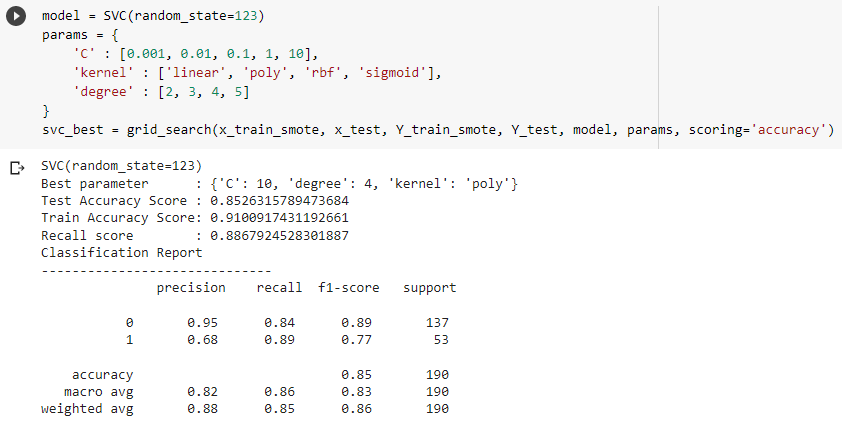 model = SVC(random_state=123)
params = {
    'C' : [0.001, 0.01, 0.1, 1, 10],
    'kernel' : ['linear', 'poly', 'rbf', 'sigmoid'],
    'degree' : [2, 3, 4, 5]
}
svc_best = grid_search(x_train_smote, x_test, Y_train_smote, Y_test, model, params, scoring='accuracy')
SVC(random_state=123)
Best parameter      : {'C': 10, 'degree': 4, 'kernel': 'poly'}
Test Accuracy Score : 0.8526315789473684
Train Accuracy Score: 0.9100917431192661
Recall score        : 0.8867924528301887
Classification Report
------------------------------
               precision    recall  f1-score   support
           0       0.95      0.84      0.89       137
           1       0.68      0.89      0.77        53
    accuracy                           0.85       190
   macro avg       0.82      0.86      0.83       190
weighted avg       0.88      0.85      0.86       190